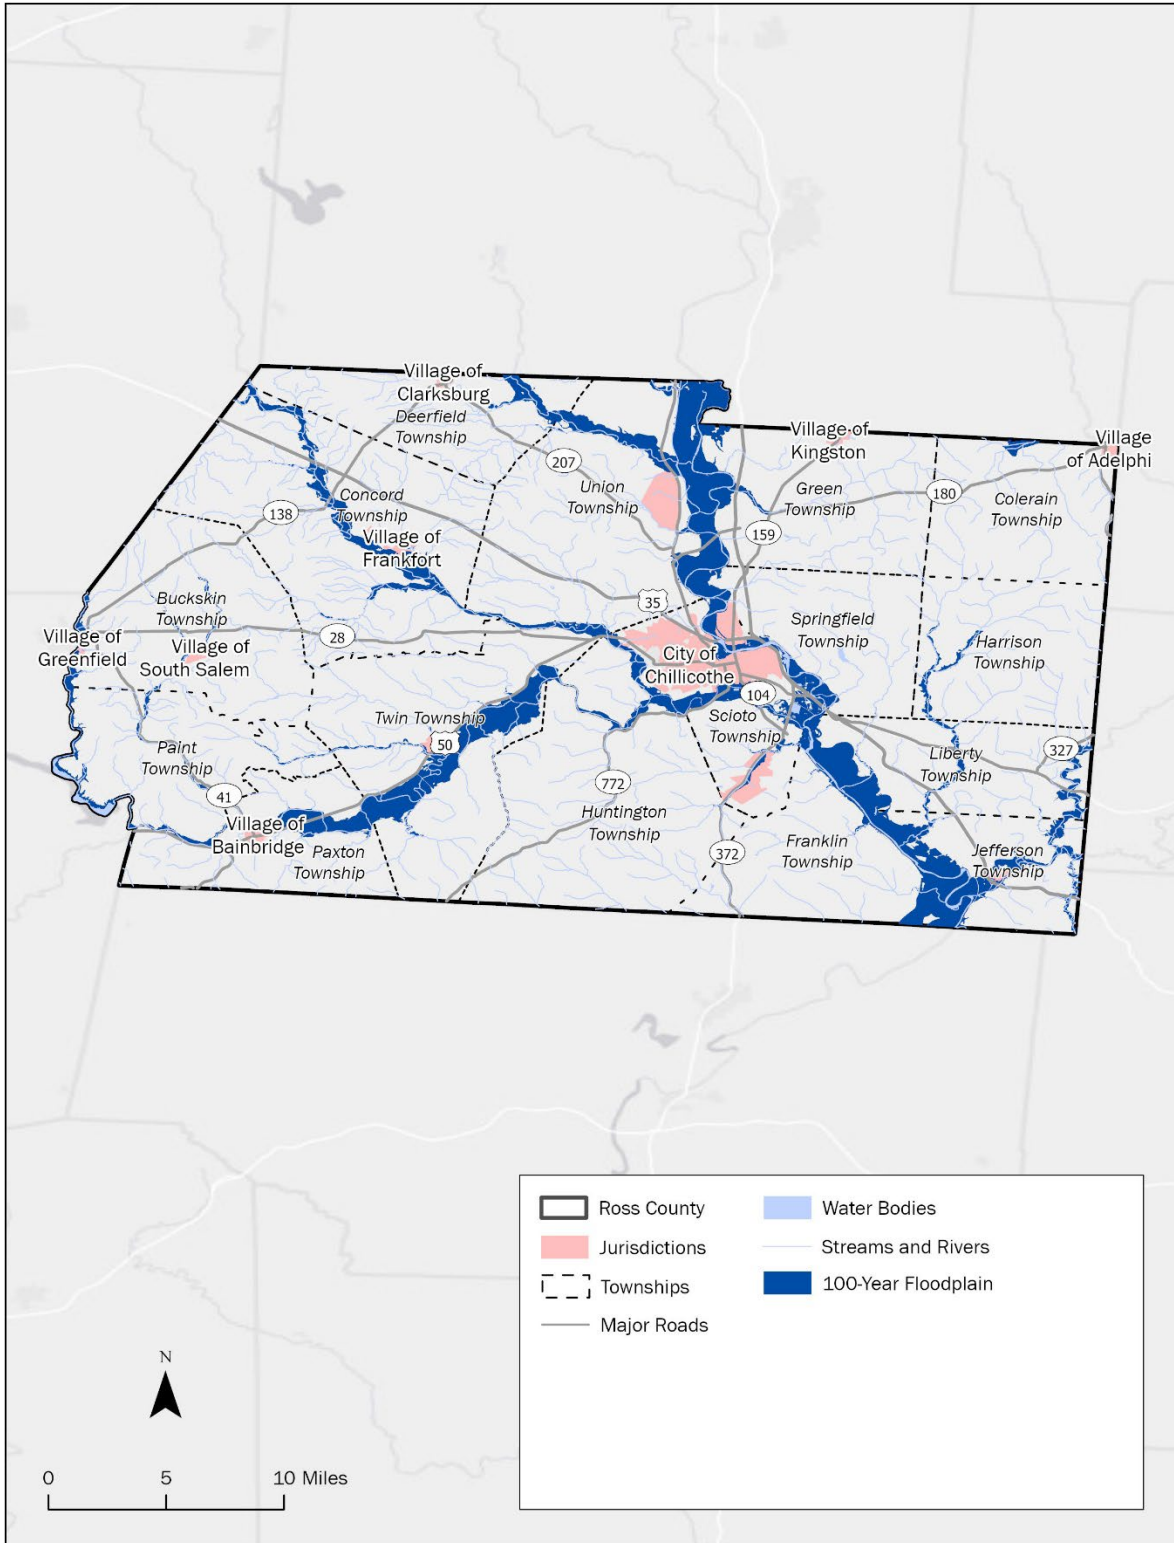 Village of
Clarksburg
Deerfield
Township
207
Union
Township
Village of
Kingston
Village
of Adelphi
Green
Township
180
Colerain
Township
159
138
Concord
Township
Village of
Frankfort
Buckskin
Township
28
35
Springfield
Township
Harrison
Township
Village of
Greenfield
Village of
South Salem
City of
Chillicothe
104
Scioto
Township
Twin Township
50
Paint
Township
41
772
Liberty
Township
327
Village of
Bainbridge
Paxton
Township
Huntington
Township
372
Franklin
Township
Jefferson
Township
Ross County
Jurisdictions
Townships
Major Roads
Water Bodies
Streams and Rivers
100-Year Floodplain
N
0 5 10 Miles